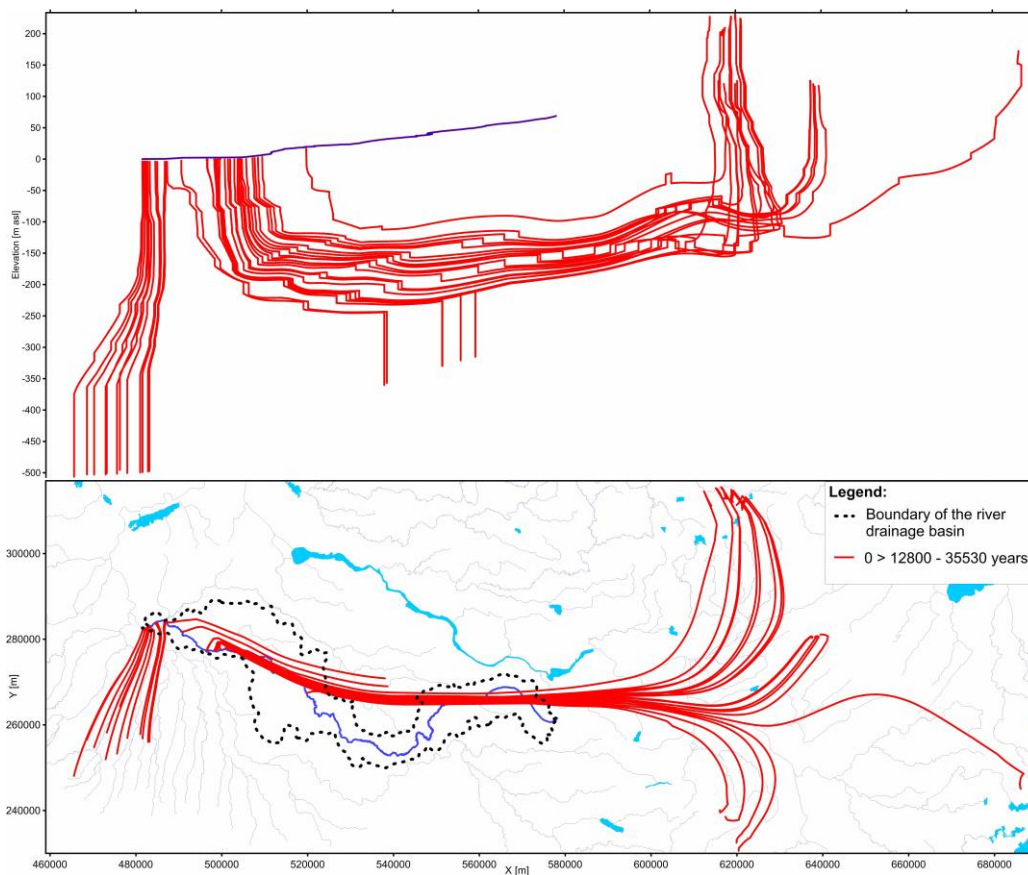 200
150
100
50
0
-50
-100
-150
-200
-250
-300
-350
-400
-450
-500
Elevation [m asl]
Legend:
Boundary of the river
drainage basin
0 > 12800 - 35530 years
300000
280000
260000
240000
Y [m]
460000 480000 500000 520000 540000 560000 580000 600000 620000 640000 660000 680000
X [m]